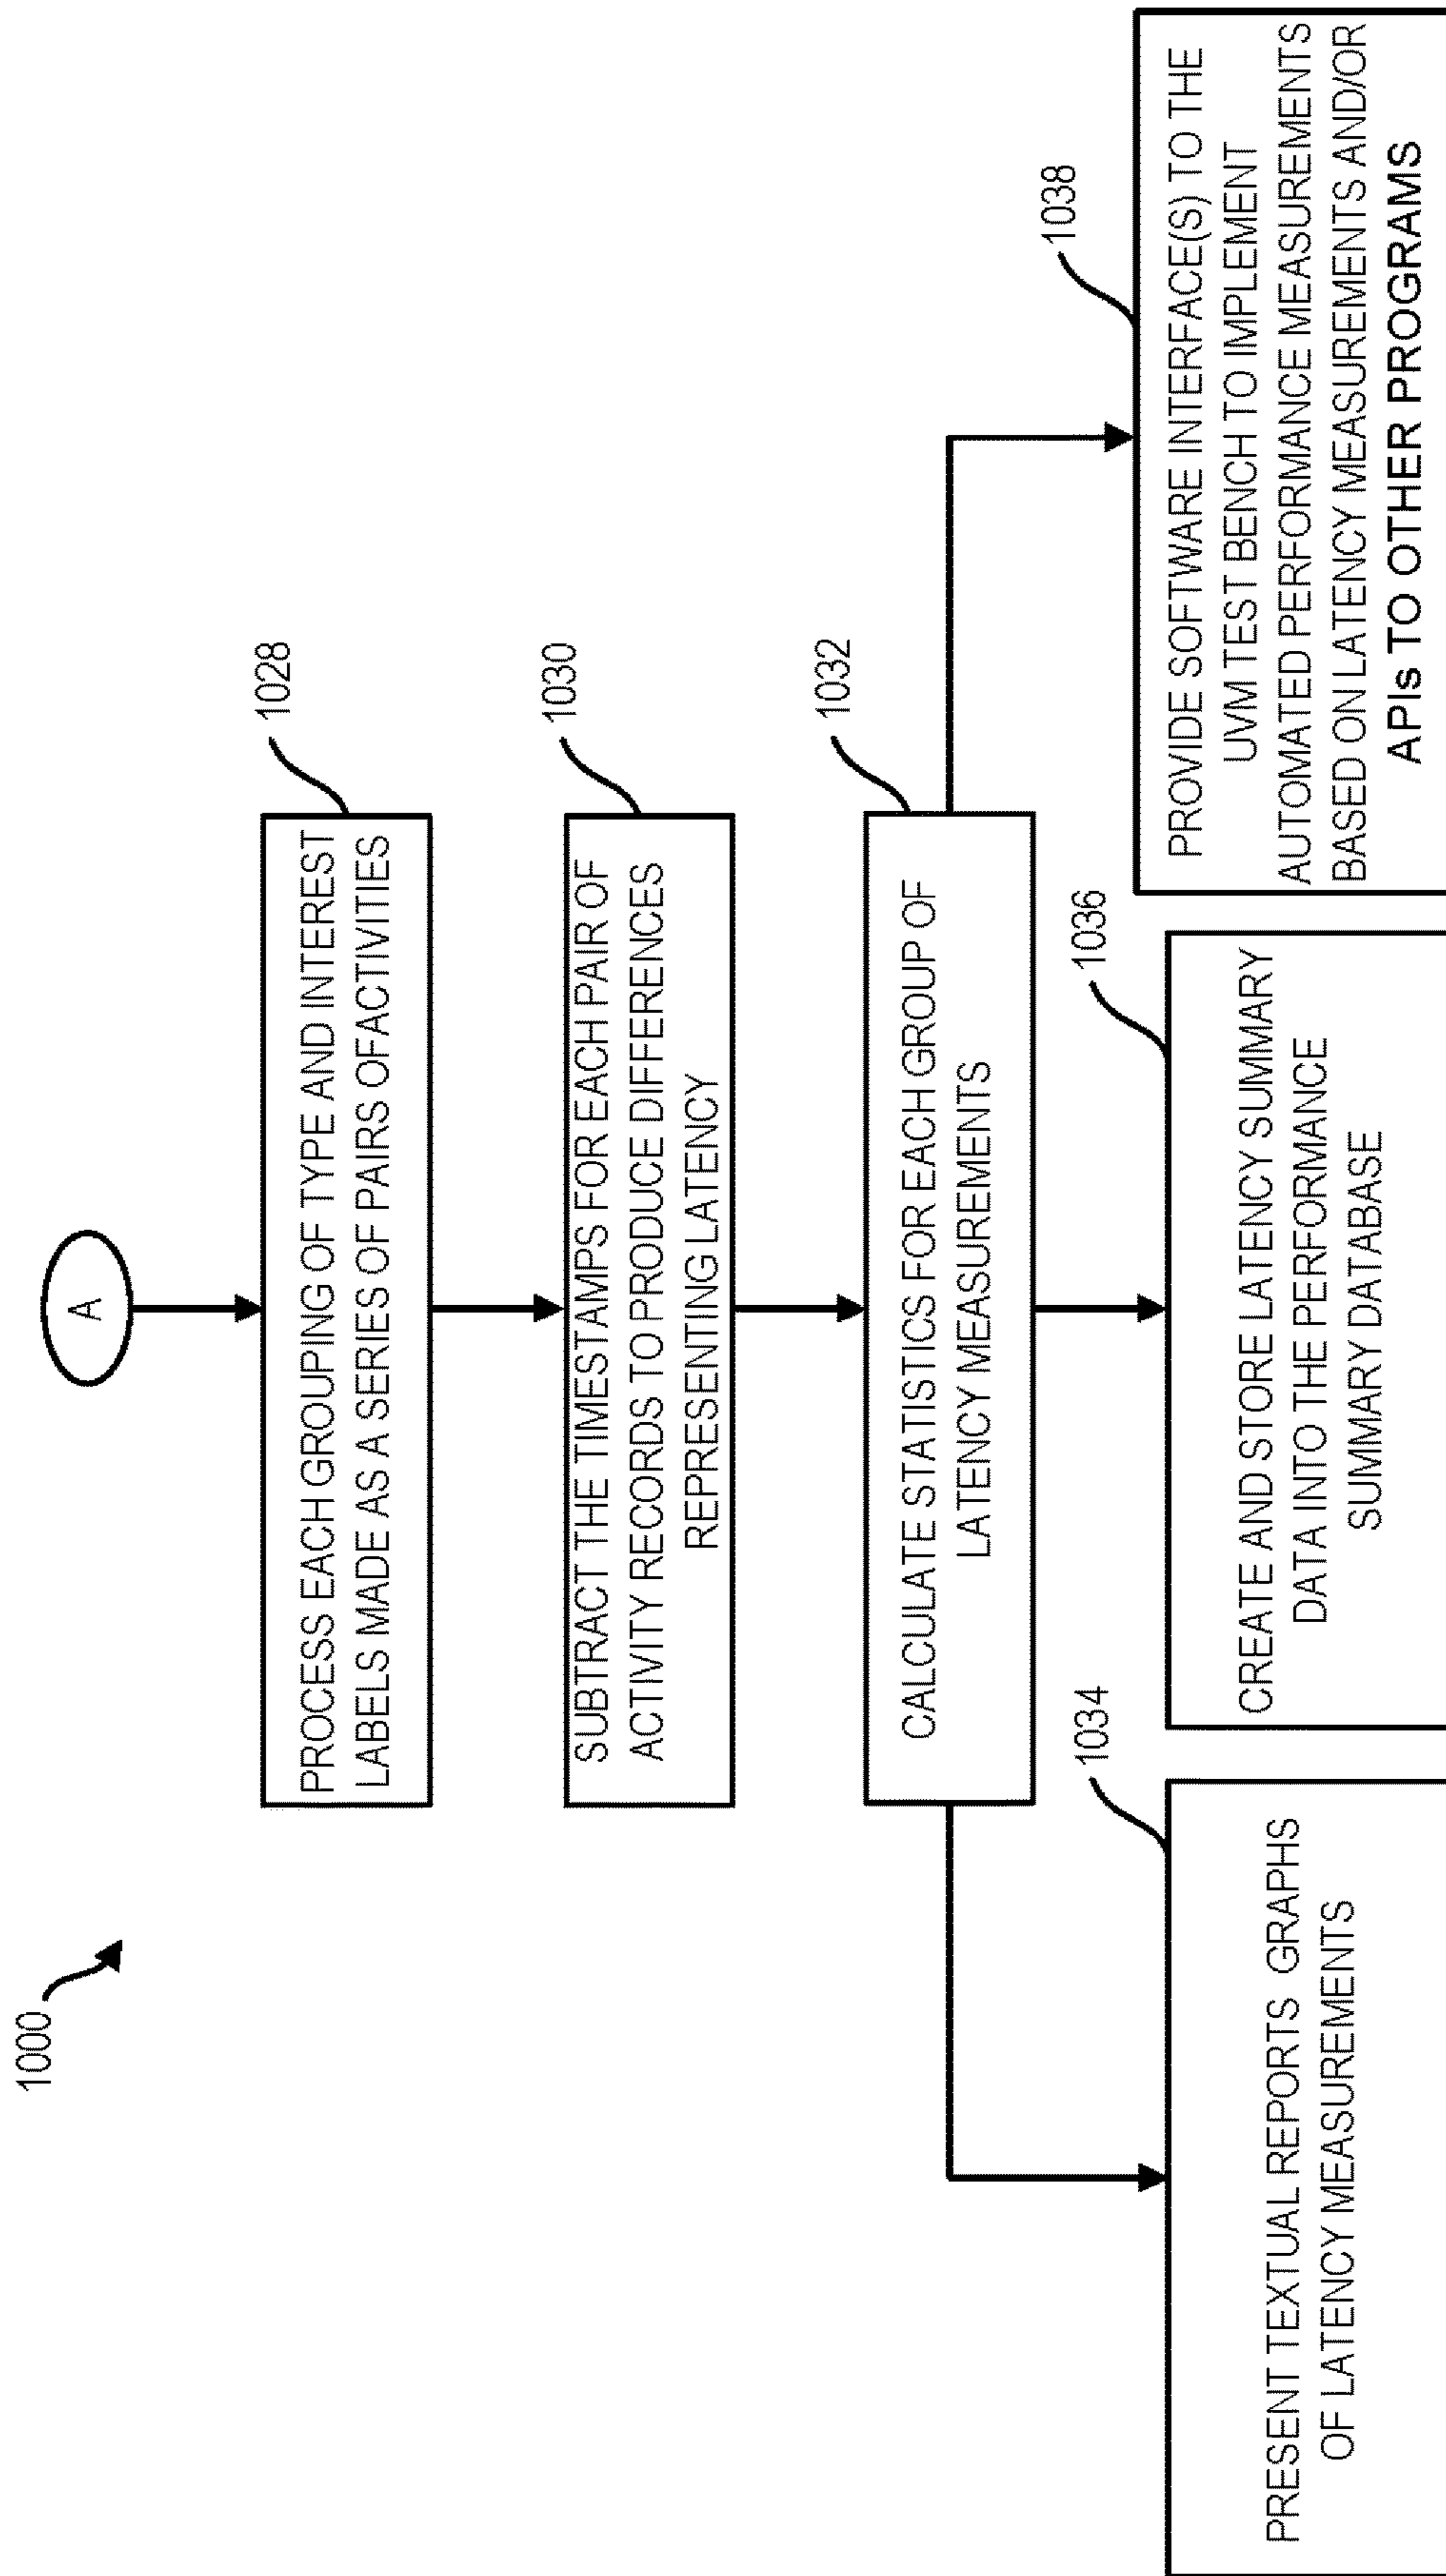 1000
A
1028
PROCESS EACH GROUPING OF TYPE AND INTEREST
LABELS MADE AS A SERIES OF PAIRS OFACTIVITIES
1030
SUBTRACT THE TIMESTAMPS FOR EACH PAIR OF
ACTIVITY RECORDS TO PRODUCE DIFFERENCES
REPRESENTING LATENCY
1032
CALCULATE STATISTICS FOR EACH GROUP OF
LATENCY MEASUREMENTS
1034
PRESENT TEXTUAL REPORTS GRAPHS
OF LATENCY MEASUREMENTS
1036
CREATE AND STORE LATENCY SUMMARY
DATA INTO THE PERFORMANCE
SUMMARY DATABASE
1038
PROVIDE SOFTWARE INTERFACE(S) TO THE
UVM TEST BENCH TO IMPLEMENT
AUTOMATED PERFORMANCE MEASUREMENTS
BASED ON LATENCY MEASUREMENTS AND/OR
APIs TO OTHER PROGRAMS